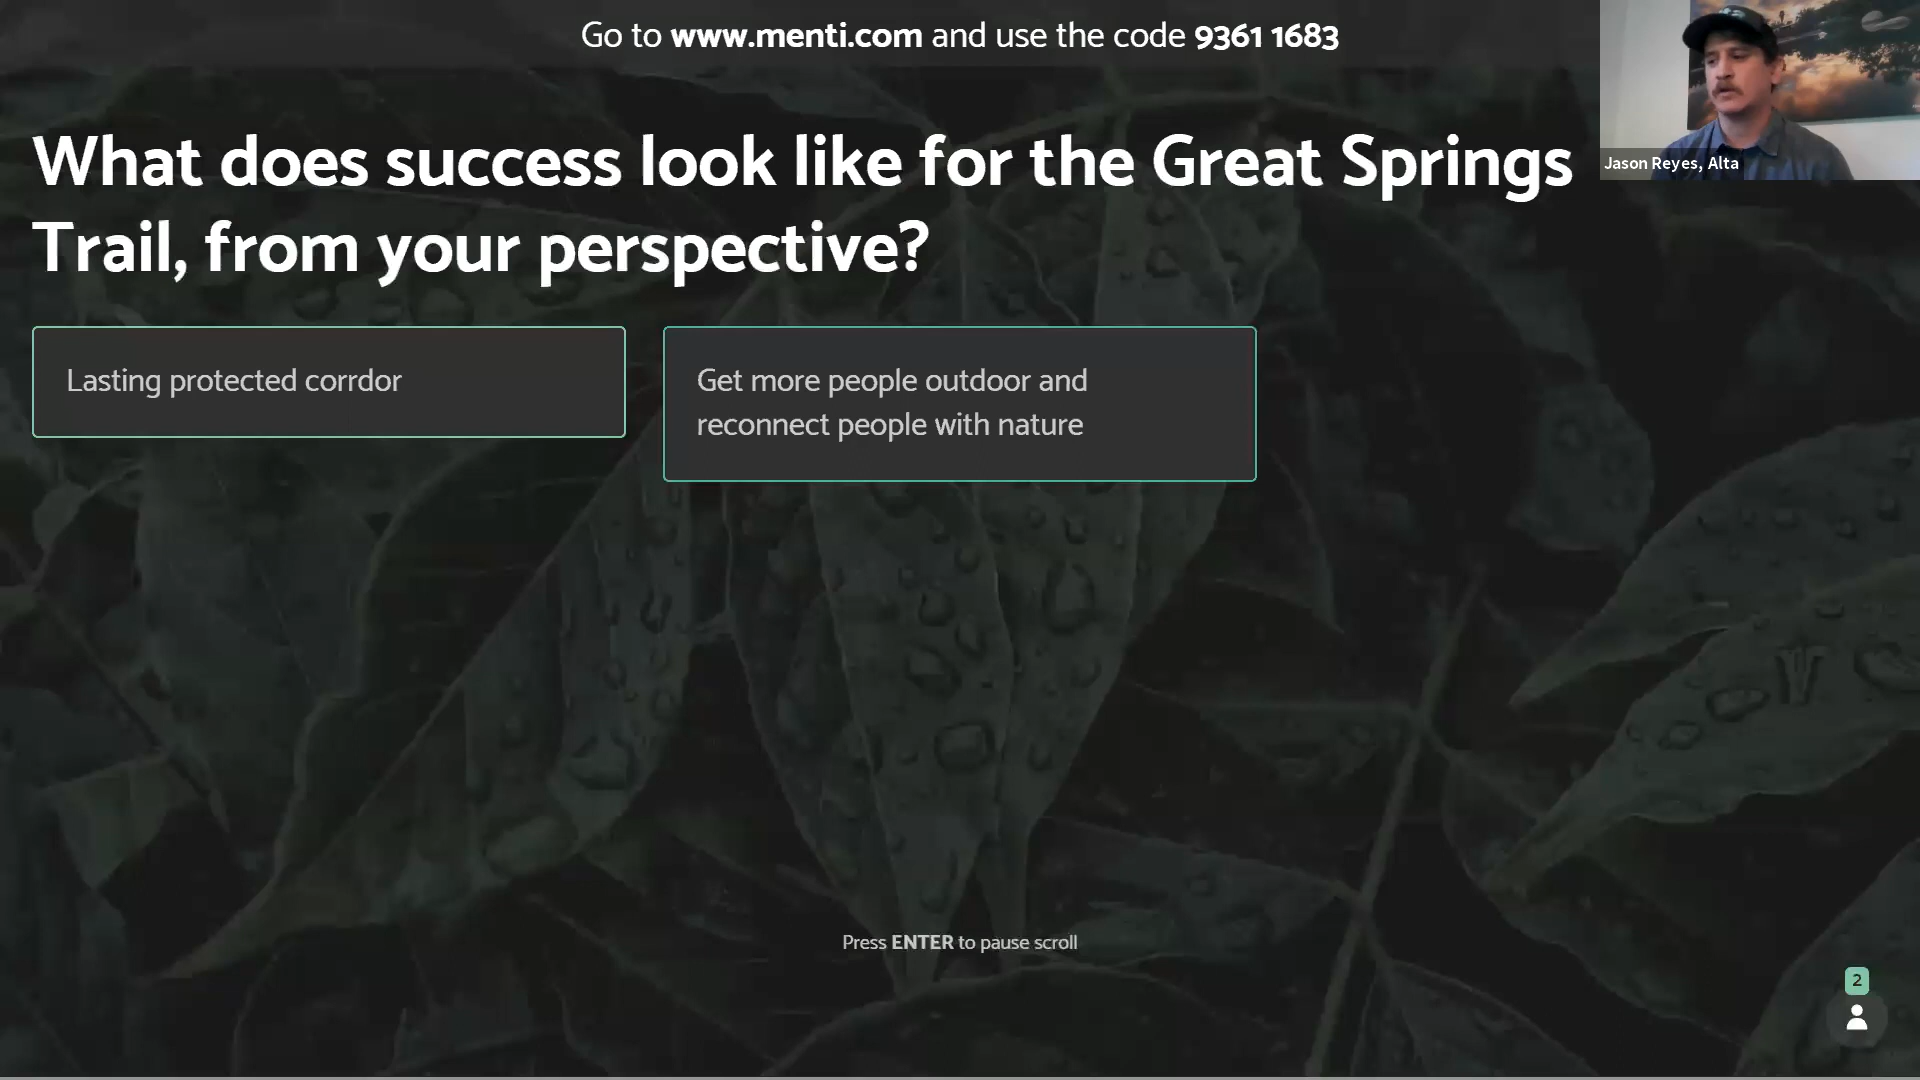 Go to www.menti.com and use the code 9361 1683
What does success look like for the Great Springs
Trail, from your perspective?
Jason Reyes, Alta
Lasting protected corrdor
Get more people outdoor and
reconnect people with nature
Press ENTER to pause scroll
2